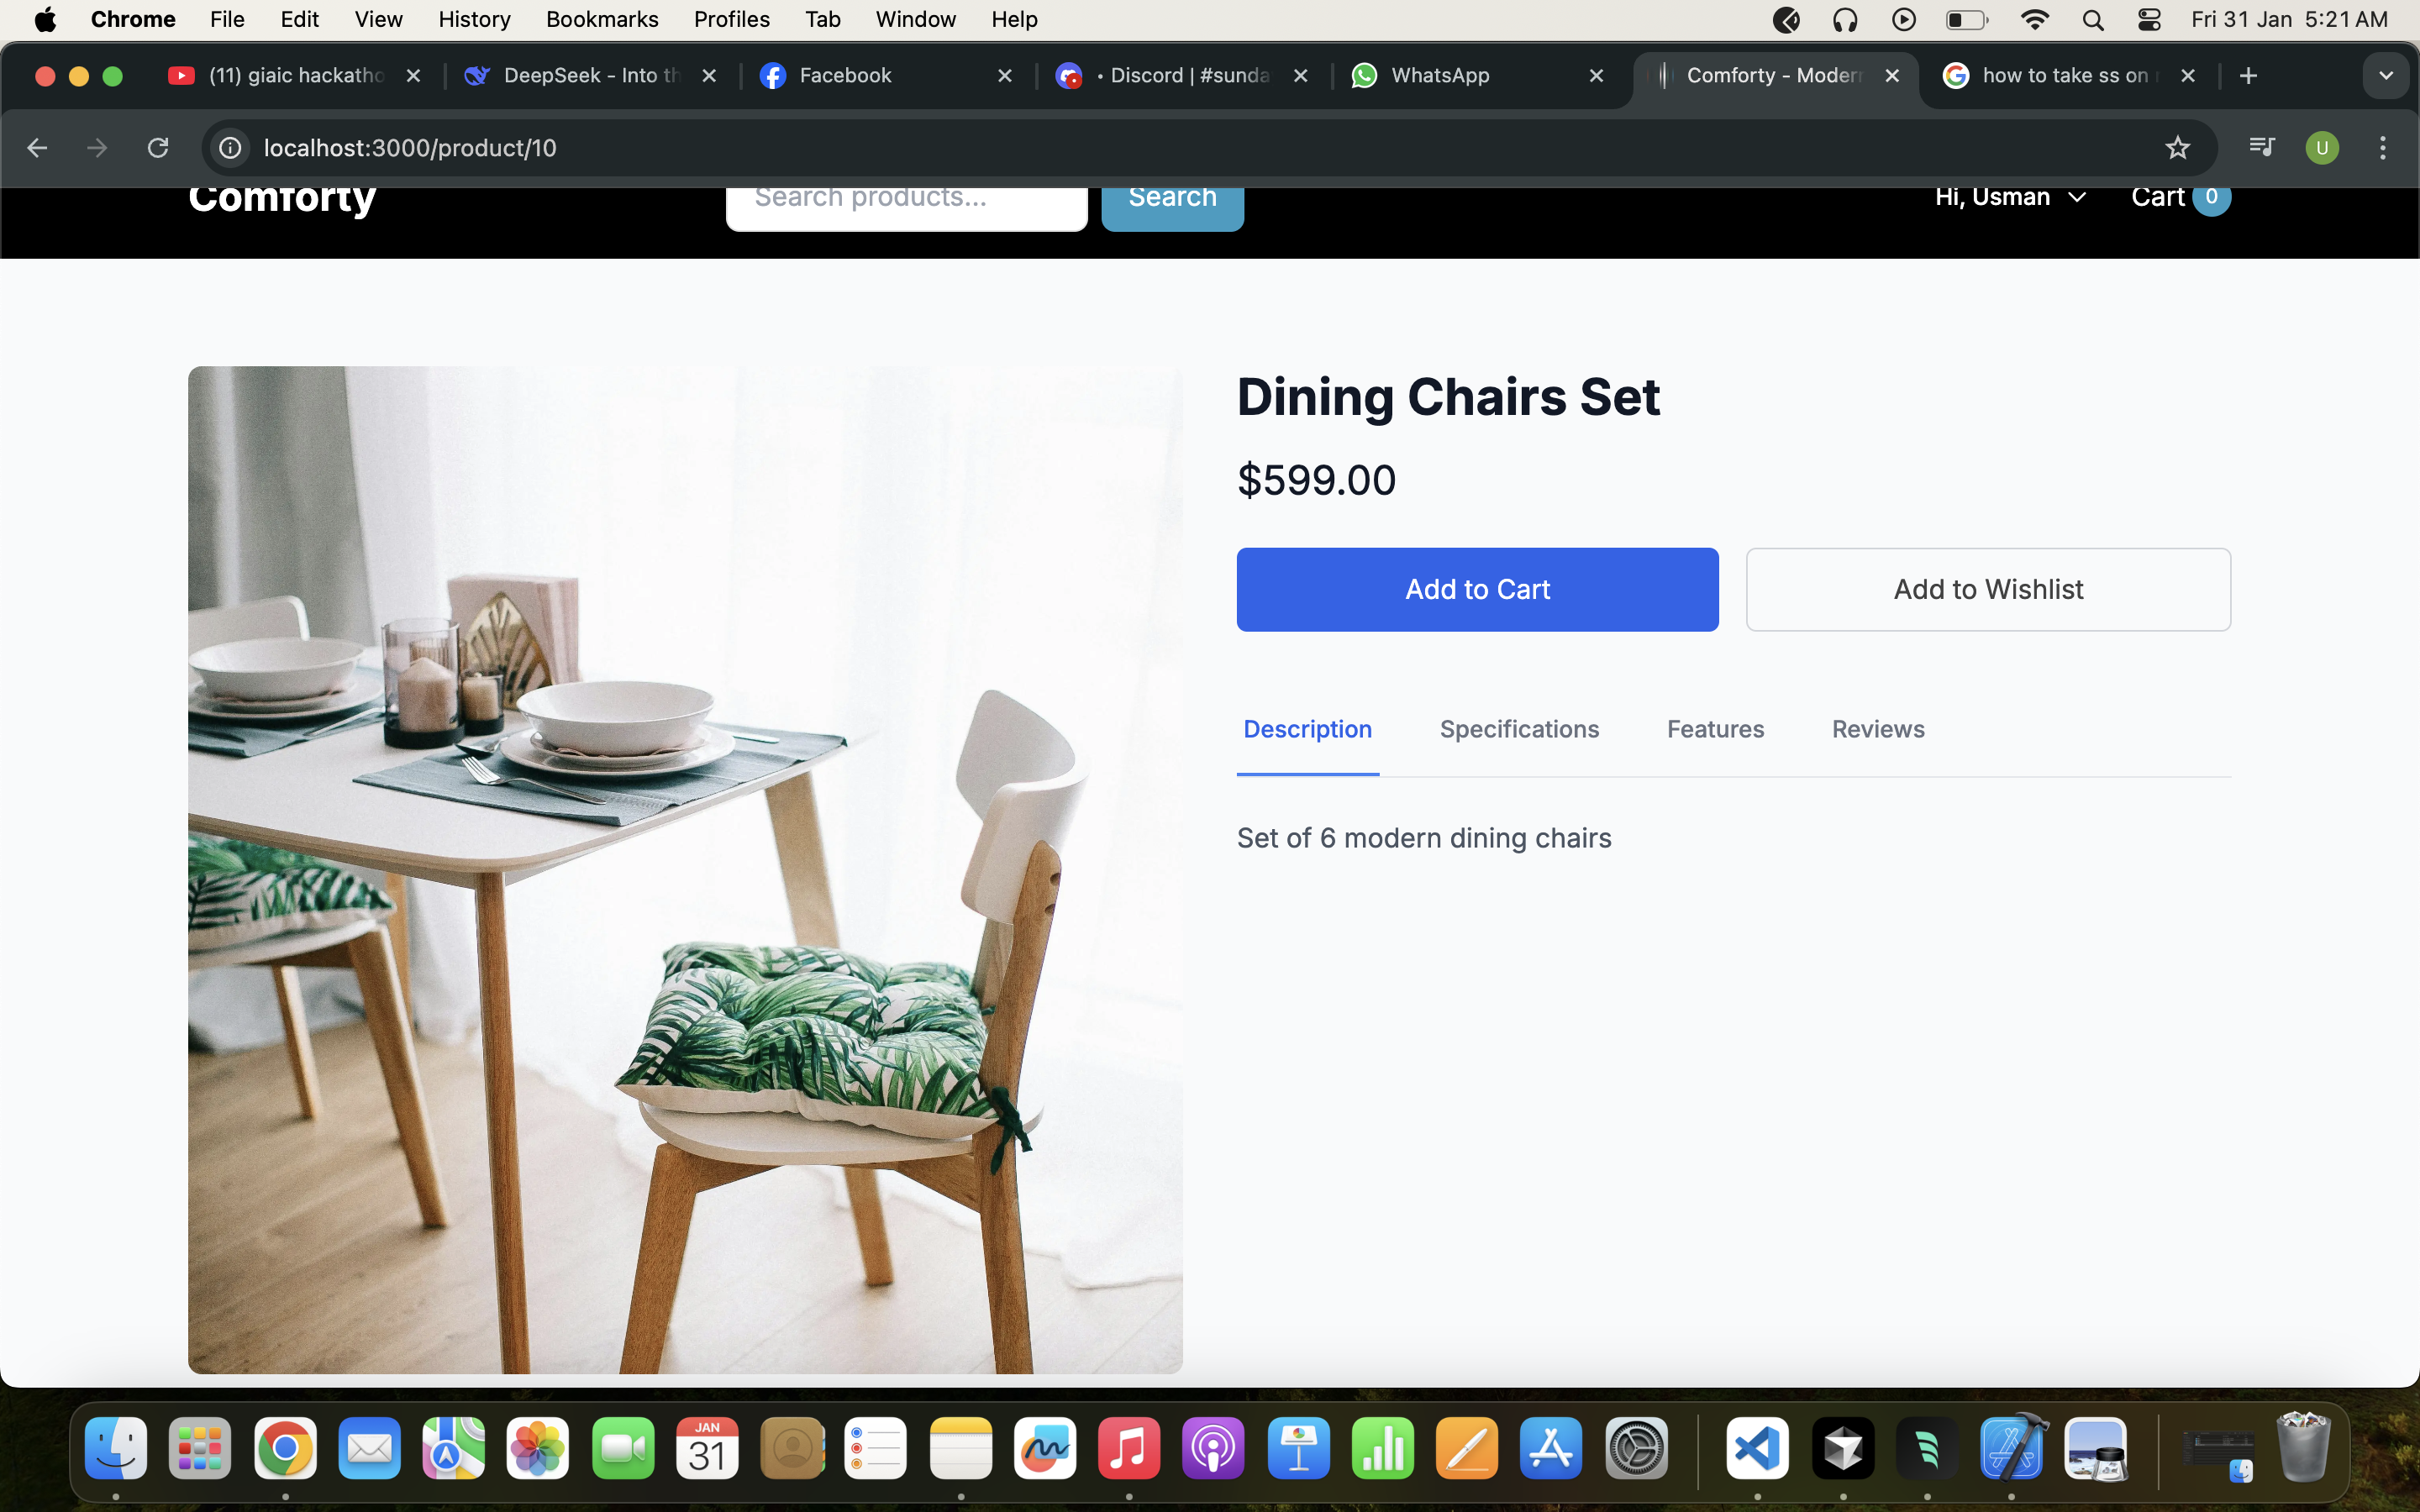 Chrome File Edit View History Bookmarks Profiles Tab Window Help Fri 31 Jan 5:21 AM
(11) giaic hackatho DeepSeek - Into th Facebook • Discord | #sunda WhatsApp Comforty - Modern how to take ss on
localhost:3000/product/10 U
Comforty Search products... Search Hi, Usman Cart 0
Dining Chairs Set
$599.00
Add to Cart Add to Wishlist
Description Specifications Features Reviews
Set of 6 modern dining chairs
JAN
31